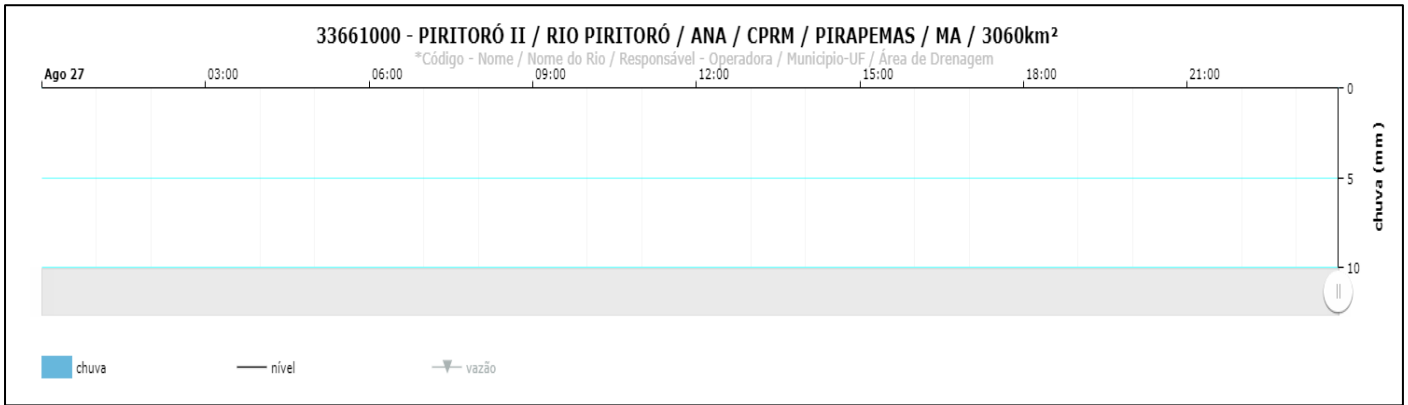 33661000 - PIRITORÓ II / RIO PIRITORÓ / ANA / CPRM / PIRAPEMAS / MA / 3060km²
*Código - Nome / Nome do Rio / Responsável - Operadora / Municipio-UF / Área de Drenagem
Ago 27 03:00 06:00 09:00 12:00 15:00 18:00 21:00
0
5
10
chuva (mm)
chuva nível vazão